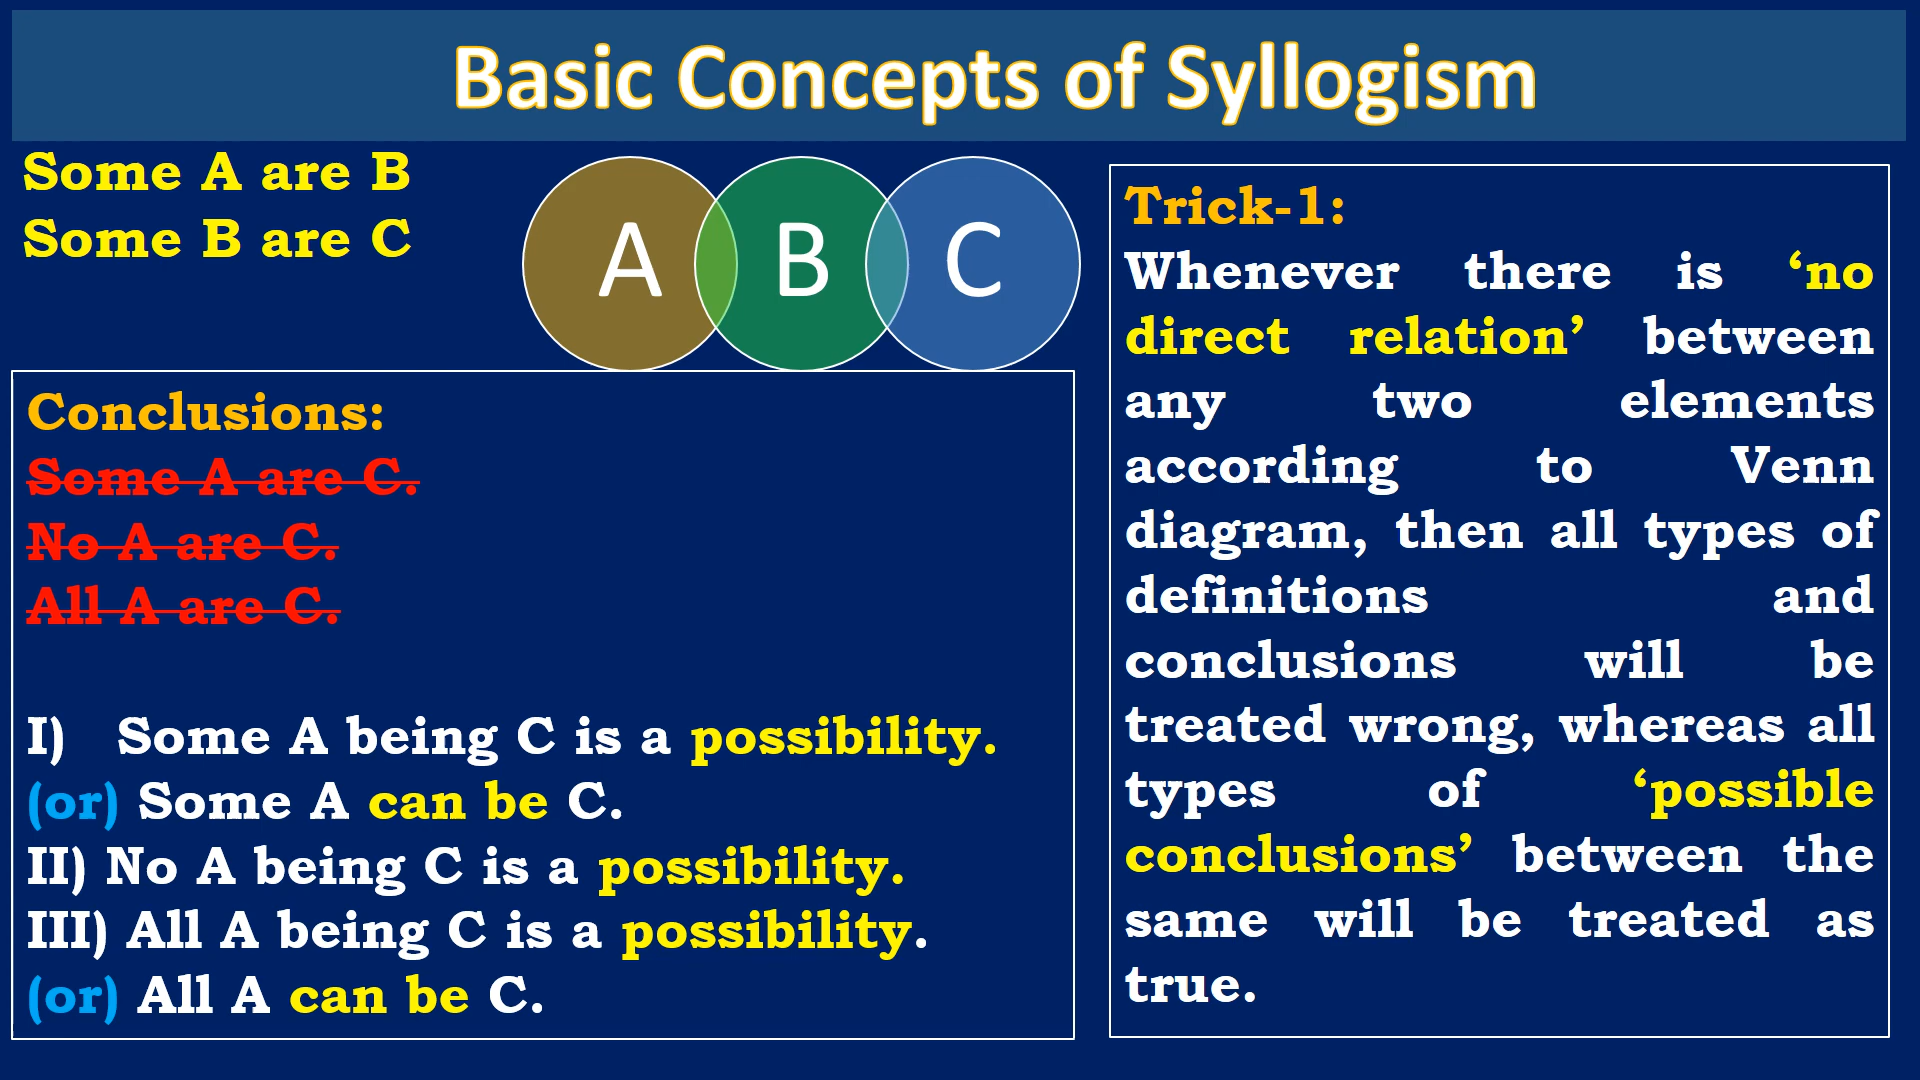 Basic Concepts of Syllogism
Some A are B
Some B are C
A B C
Conclusions:
Some A are C.
No A are C.
All A are C.
I) Some A being C is a possibility.
(or) Some A can be C.
II) No A being C is a possibility.
III) All A being C is a possibility.
(or) All A can be C.
Trick-1:
Whenever there is ‘no
direct relation’ between
any two elements
according to Venn
diagram, then all types of
definitions and
conclusions will be
treated wrong, whereas all
types of ‘possible
conclusions’ between the
same will be treated as
true.